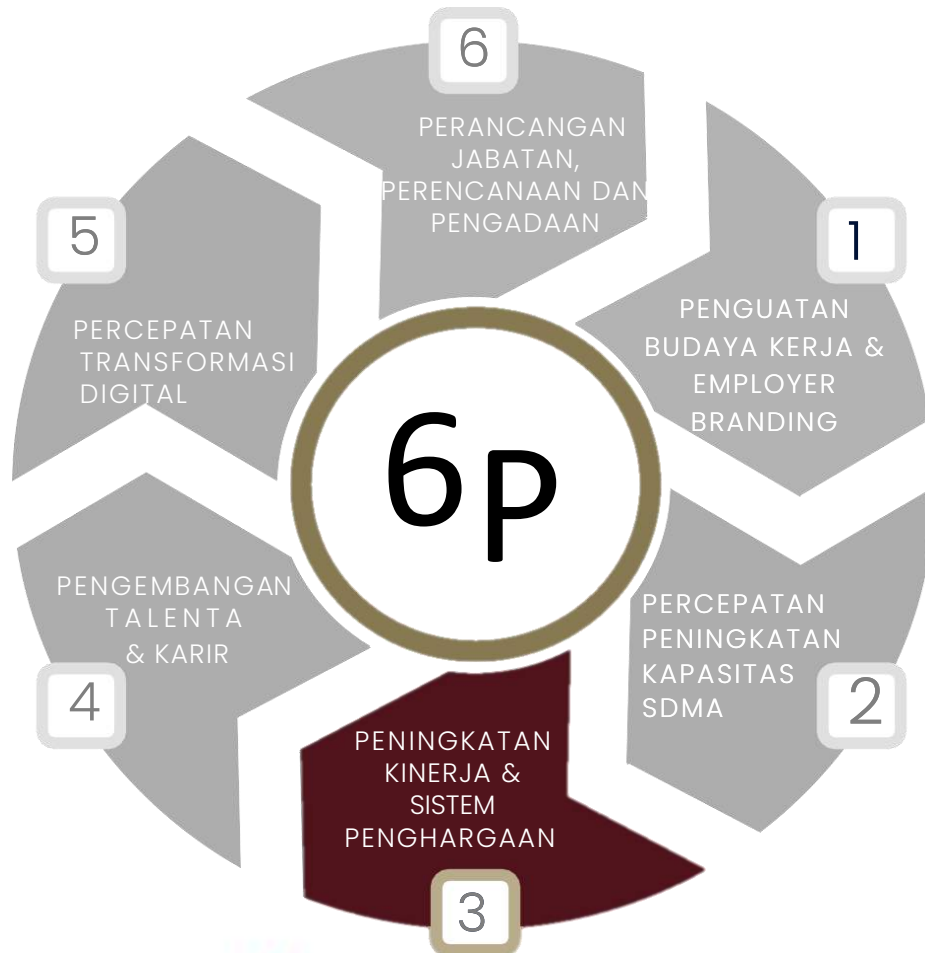 6
PERANCANGAN
JABATAN,
PERENCANAAN DAN
PENGADAAN
1
PENGUATAN
BUDAYA KERJA &
EMPLOYER
BRANDING
2
PERCEPATAN
PENINGKATAN
KAPASITAS
SDMA
3
PENINGKATAN
KINERJA &
SISTEM
PENGHARGAAN
4
PENGEMBANGAN
TALENTA
& KARIR
5
PERCEPATAN
TRANSFORMASI
DIGITAL
6P